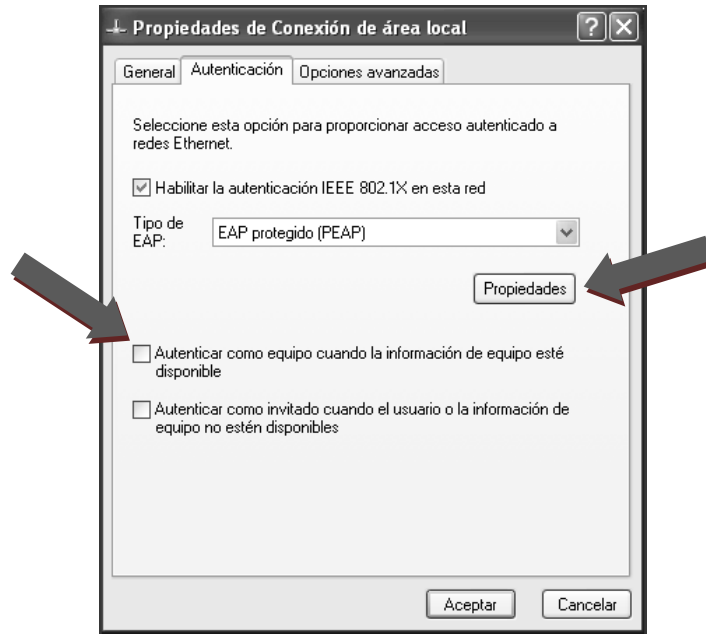 Propiedades de Conexión de área local
General Autenticación Opciones avanzadas
Seleccione esta opción para proporcionar acceso autenticado a
redes Ethernet.
Habilitar la autenticación IEEE 802.1X en esta red
Tipo de
EAP:
EAP protegido (PEAP)
Propiedades
Autenticar como equipo cuando la información de equipo esté
disponible
Autenticar como invitado cuando el usuario o la información de
equipo no estén disponibles
Aceptar Cancelar